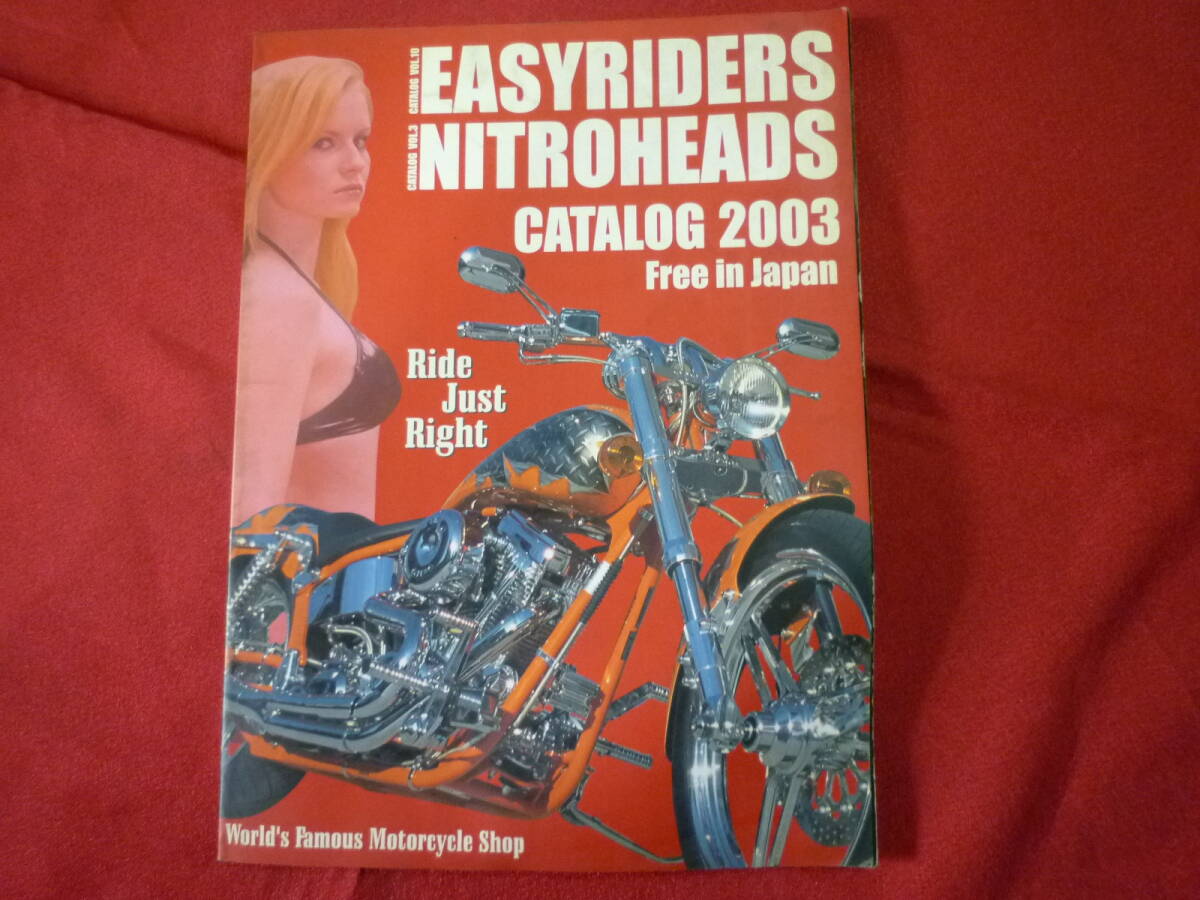 CATALOG VOL.10
EASYRIDERS
CATALOG VOL.3
NITROHEADS
CATALOG 2003
Free in Japan
Ride
Just
Right
World's Famous Motorcycle Shop